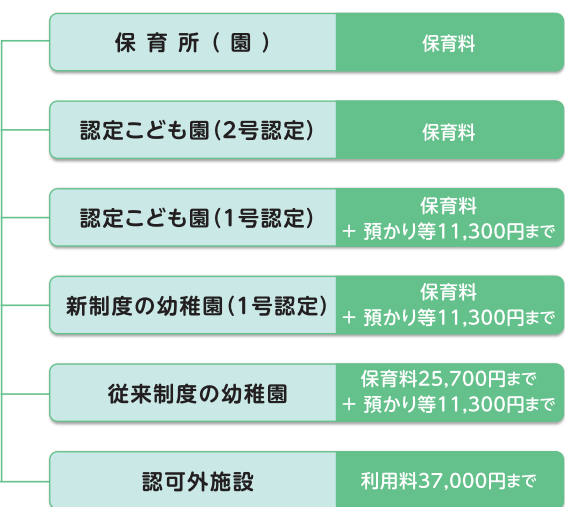 保育所(園)
保育料
認定こども園(2号認定)
保育料
認定こども園(1号認定)
保育料
+ 預かり等11,300円まで
新制度の幼稚園(1号認定)
保育料
+ 預かり等11,300円まで
従来制度の幼稚園
保育料25,700円まで
+ 預かり等11,300円まで
認可外施設
利用料37,000円まで